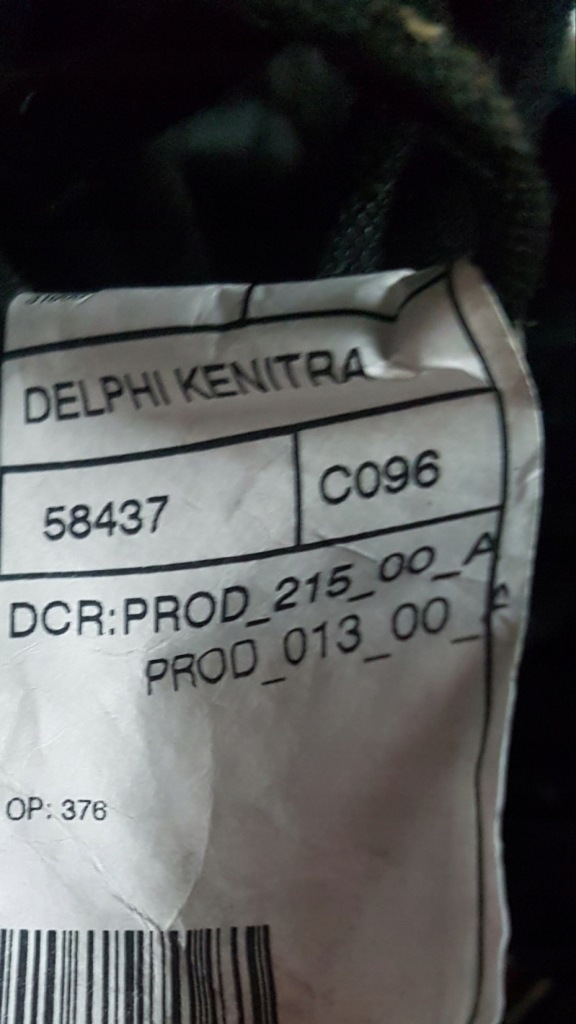 DELPHI KENITRA
58437
C096
DCR:PROD_215_00_A
PROD_013_00_
OP: 376